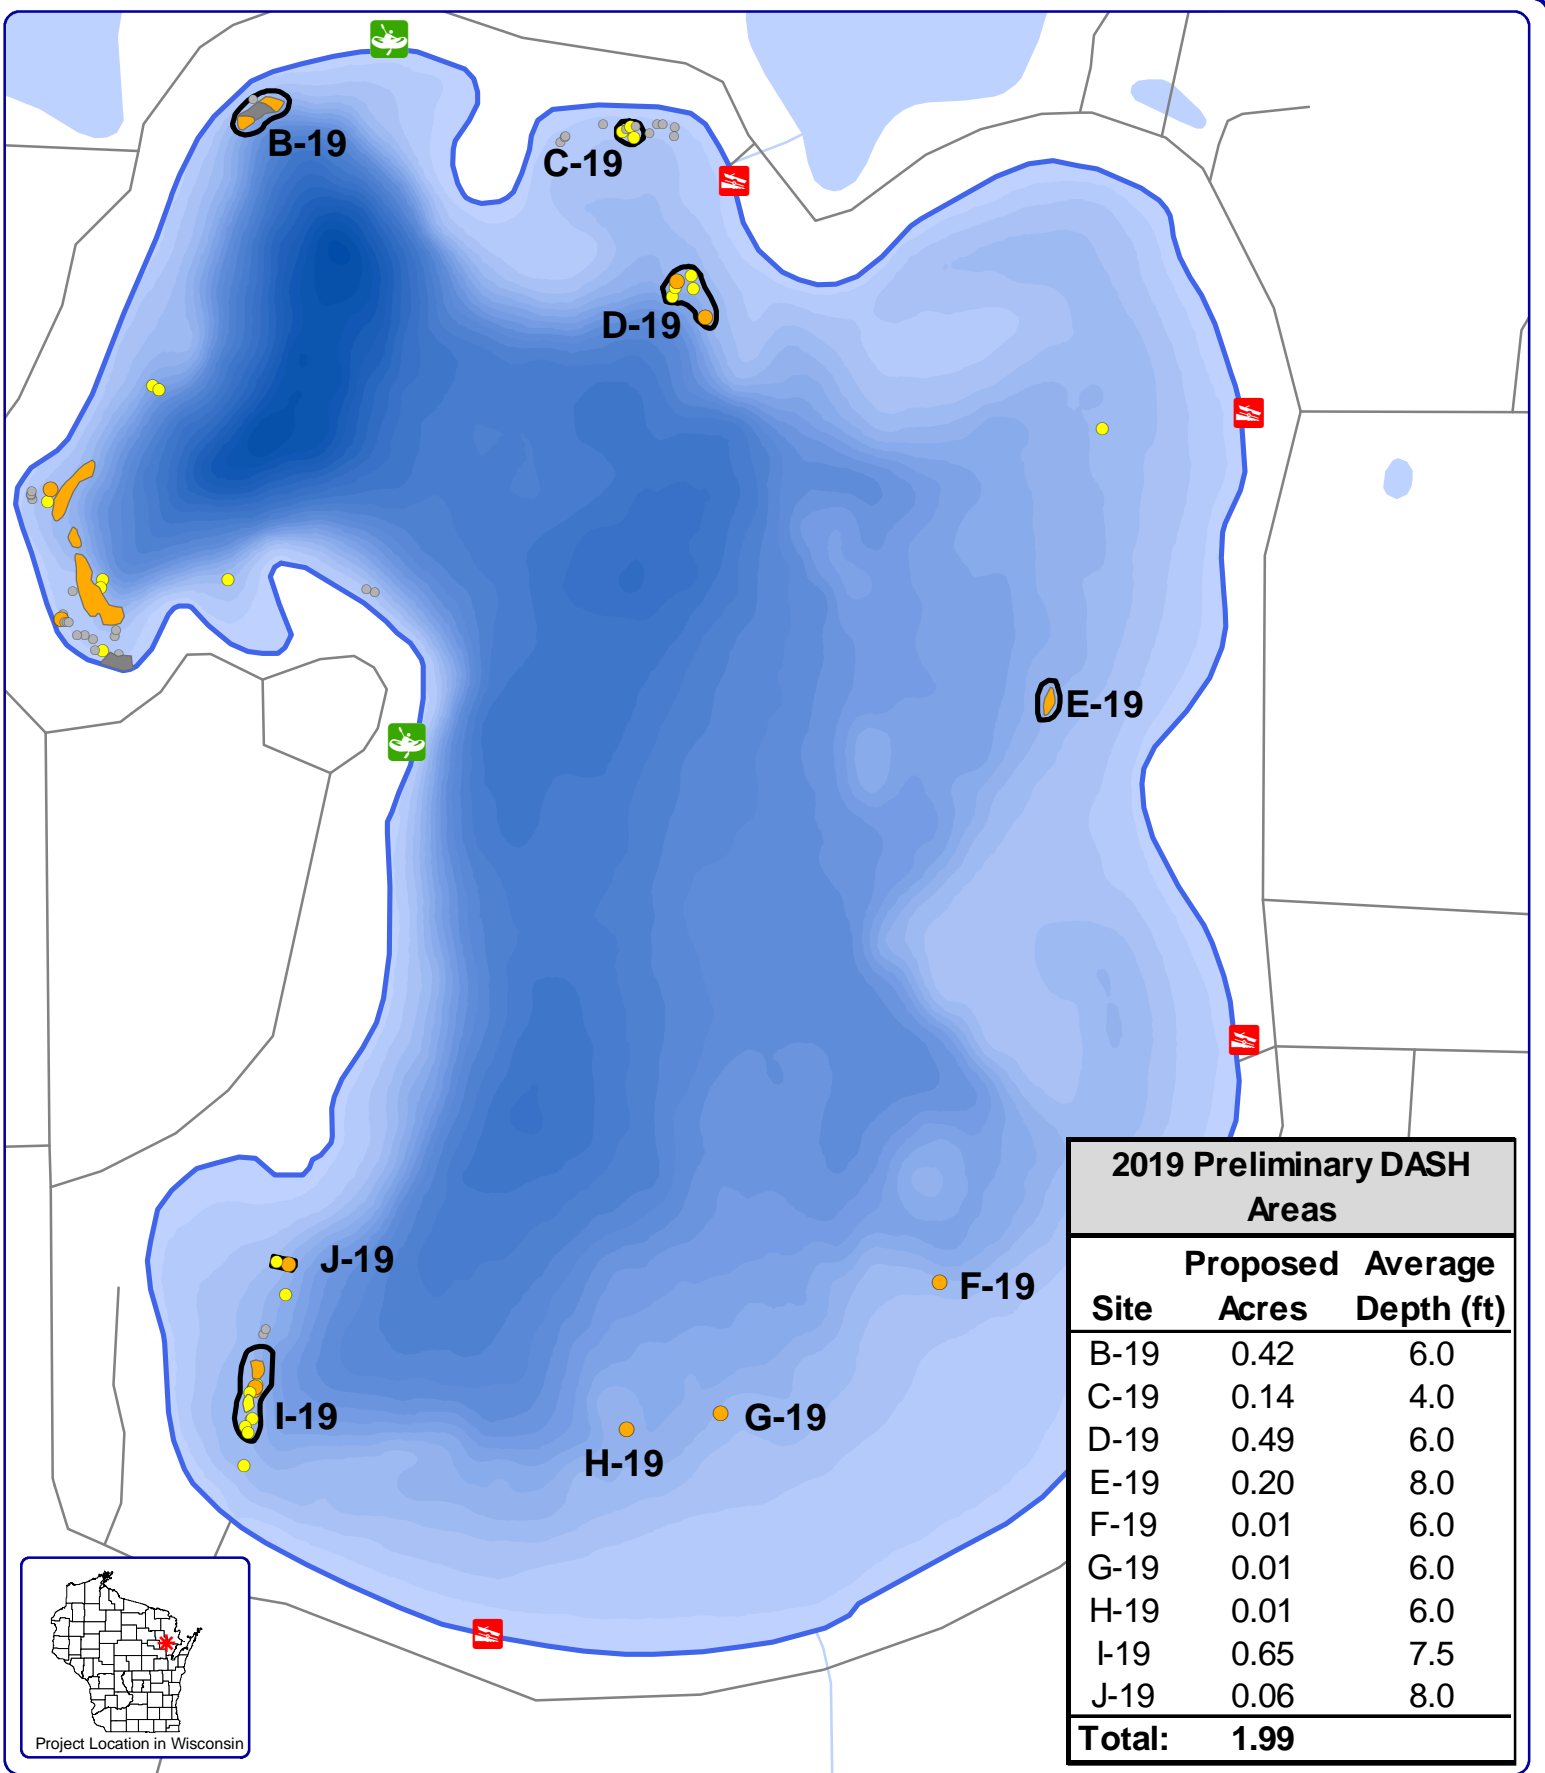 B-19
C-19
D-19
E-19
J-19
F-19
I-19
G-19
H-19
2019 Preliminary DASH
Areas
Proposed Average
Site Acres Depth (ft)
B-19 0.42 6.0
C-19 0.14 4.0
D-19 0.49 6.0
E-19 0.20 8.0
F-19 0.01 6.0
G-19 0.01 6.0
H-19 0.01 6.0
I-19 0.65 7.5
J-19 0.06 8.0
Total: 1.99
Project Location in Wisconsin